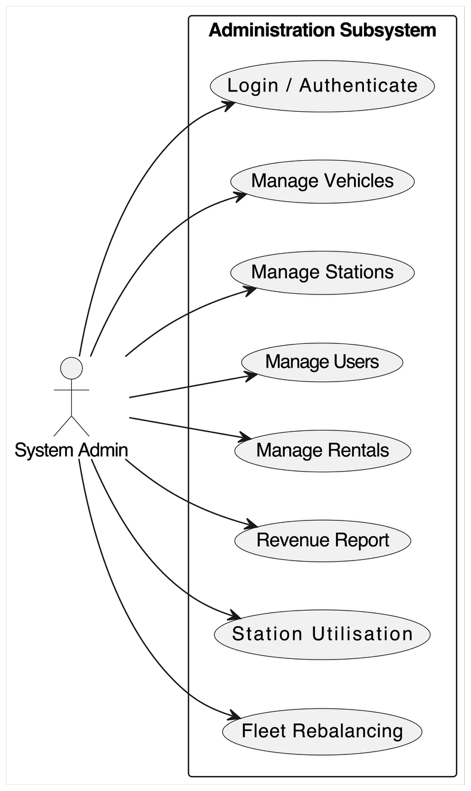 Administration Subsystem
Login / Authenticate
Manage Vehicles
Manage Stations
Manage Users
System Admin
Manage Rentals
Revenue Report
Station Utilisation
Fleet Rebalancing